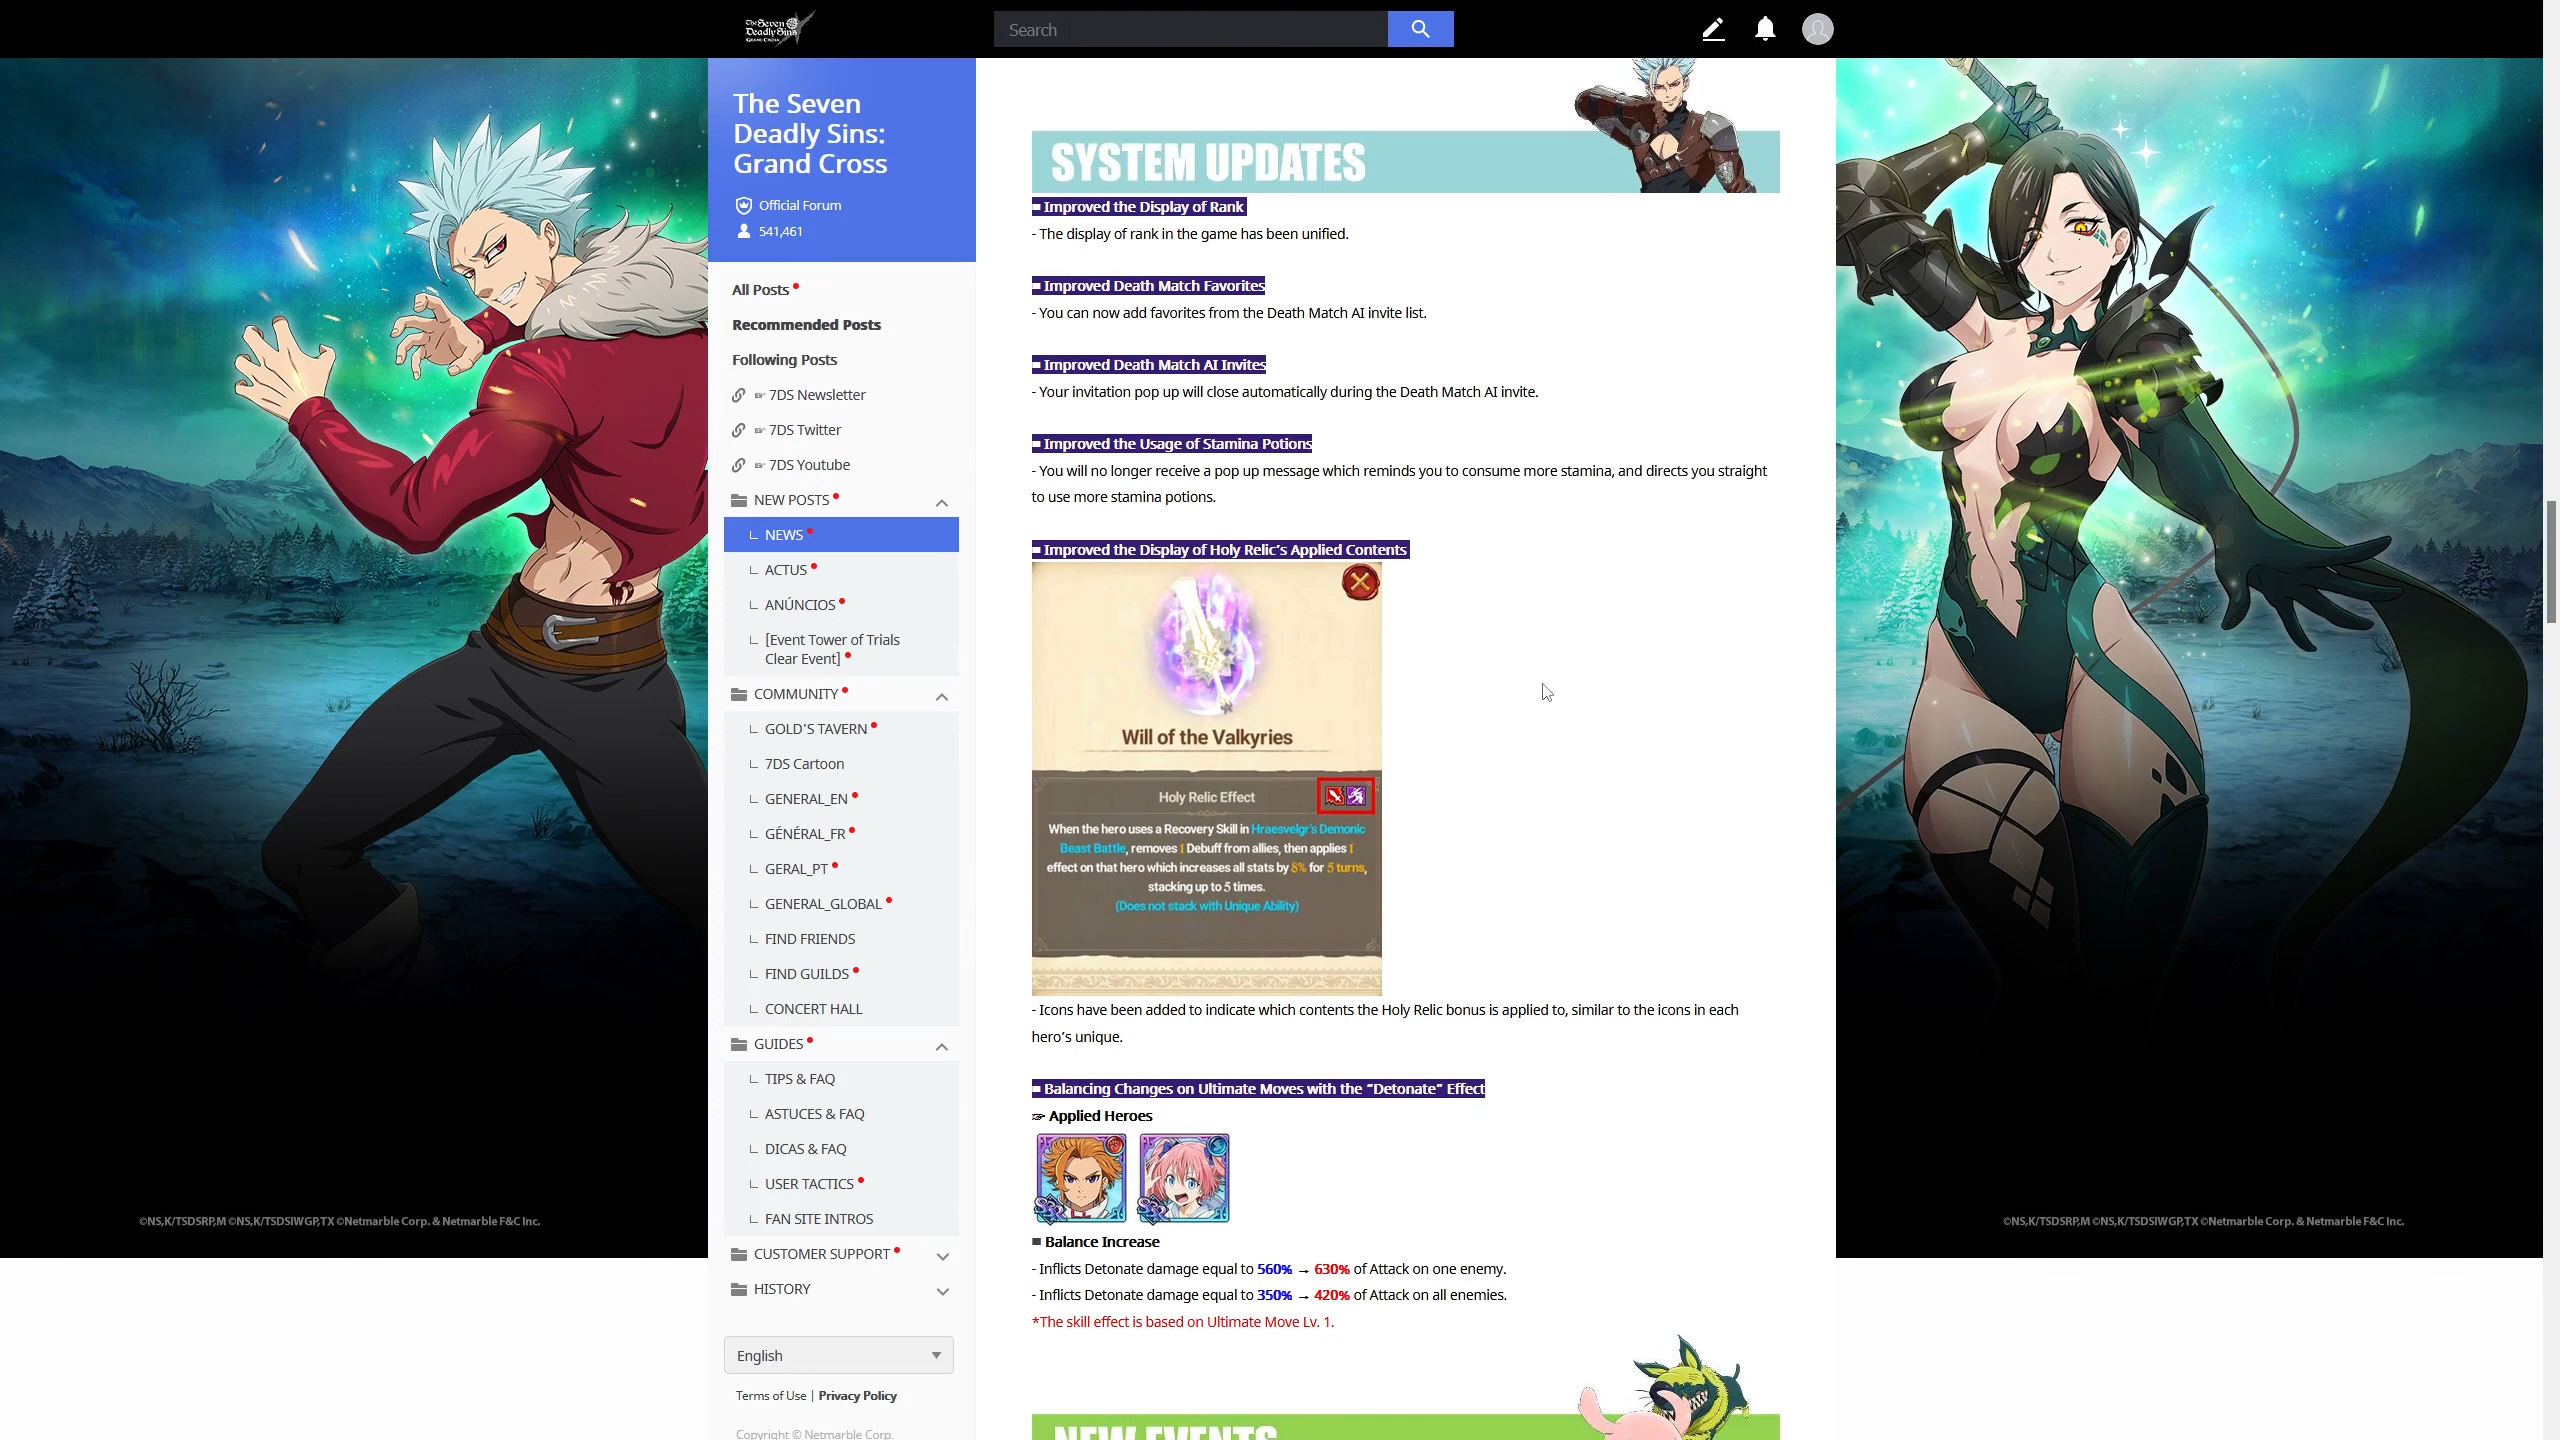 The Seven
Deadly Sins
GRAND CROSS
Search
The Seven
Deadly Sins:
Grand Cross
Official Forum
541,461
All Posts
Recommended Posts
Following Posts
☞ 7DS Newsletter
☞ 7DS Twitter
☞ 7DS Youtube
NEW POSTS
NEWS
ACTUS
ANÚNCIOS
[Event Tower of Trials
Clear Event]
COMMUNITY
GOLD'S TAVERN
7DS Cartoon
GENERAL_EN
GÉNÉRAL_FR
GERAL_PT
GENERAL_GLOBAL
FIND FRIENDS
FIND GUILDS
CONCERT HALL
GUIDES
TIPS & FAQ
ASTUCES & FAQ
DICAS & FAQ
USER TACTICS
FAN SITE INTROS
CUSTOMER SUPPORT
HISTORY
English
Terms of Use | Privacy Policy
Copyright © Netmarble Corp.
SYSTEM UPDATES
■ Improved the Display of Rank
- The display of rank in the game has been unified.
■ Improved Death Match Favorites
- You can now add favorites from the Death Match AI invite list.
■ Improved Death Match AI Invites
- Your invitation pop up will close automatically during the Death Match AI invite.
■ Improved the Usage of Stamina Potions
- You will no longer receive a pop up message which reminds you to consume more stamina, and directs you straight
to use more stamina potions.
■ Improved the Display of Holy Relic’s Applied Contents
Will of the Valkyries
Holy Relic Effect
When the hero uses a Recovery Skill in Hraesvelgr's Demonic
Beast Battle, removes 1 Debuff from allies, then applies 1
effect on that hero which increases all stats by 8% for 5 turns,
stacking up to 5 times.
(Does not stack with Unique Ability)
- Icons have been added to indicate which contents the Holy Relic bonus is applied to, similar to the icons in each
hero’s unique.
■ Balancing Changes on Ultimate Moves with the “Detonate” Effect
☞ Applied Heroes
SSR
SSR
■ Balance Increase
- Inflicts Detonate damage equal to 560% → 630% of Attack on one enemy.
- Inflicts Detonate damage equal to 350% → 420% of Attack on all enemies.
*The skill effect is based on Ultimate Move Lv. 1.
NEW EVENTS
©NS,K/TSDSRP,M ©NS,K/TSDSIWGP,TX ©Netmarble Corp. & Netmarble F&C Inc.
©NS,K/TSDSRP,M ©NS,K/TSDSIWGP,TX ©Netmarble Corp. & Netmarble F&C Inc.